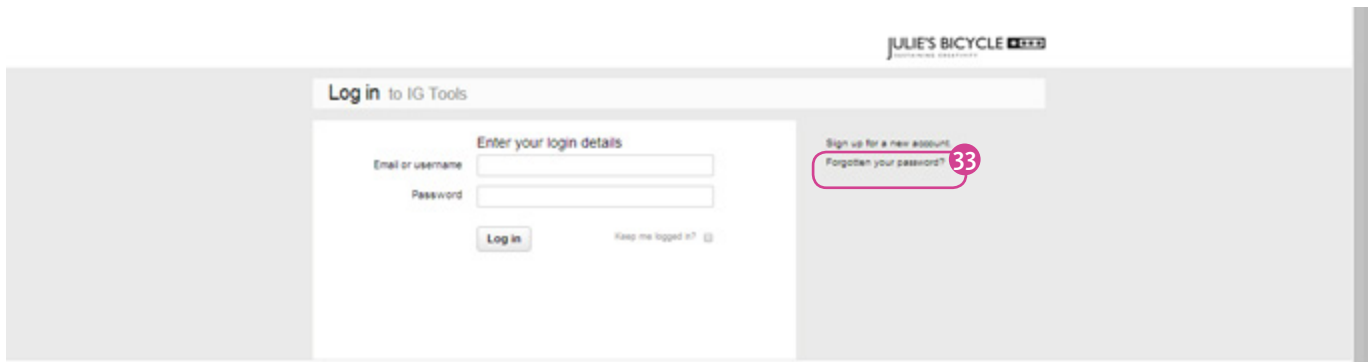 JULIE'S BICYCLE
SUSTAINING CREATIVITY
Log in to IG Tools
Enter your login details
Email or username
Password
Log in
Keep me logged in?
Sign up for a new account.
Forgotten your password?
33